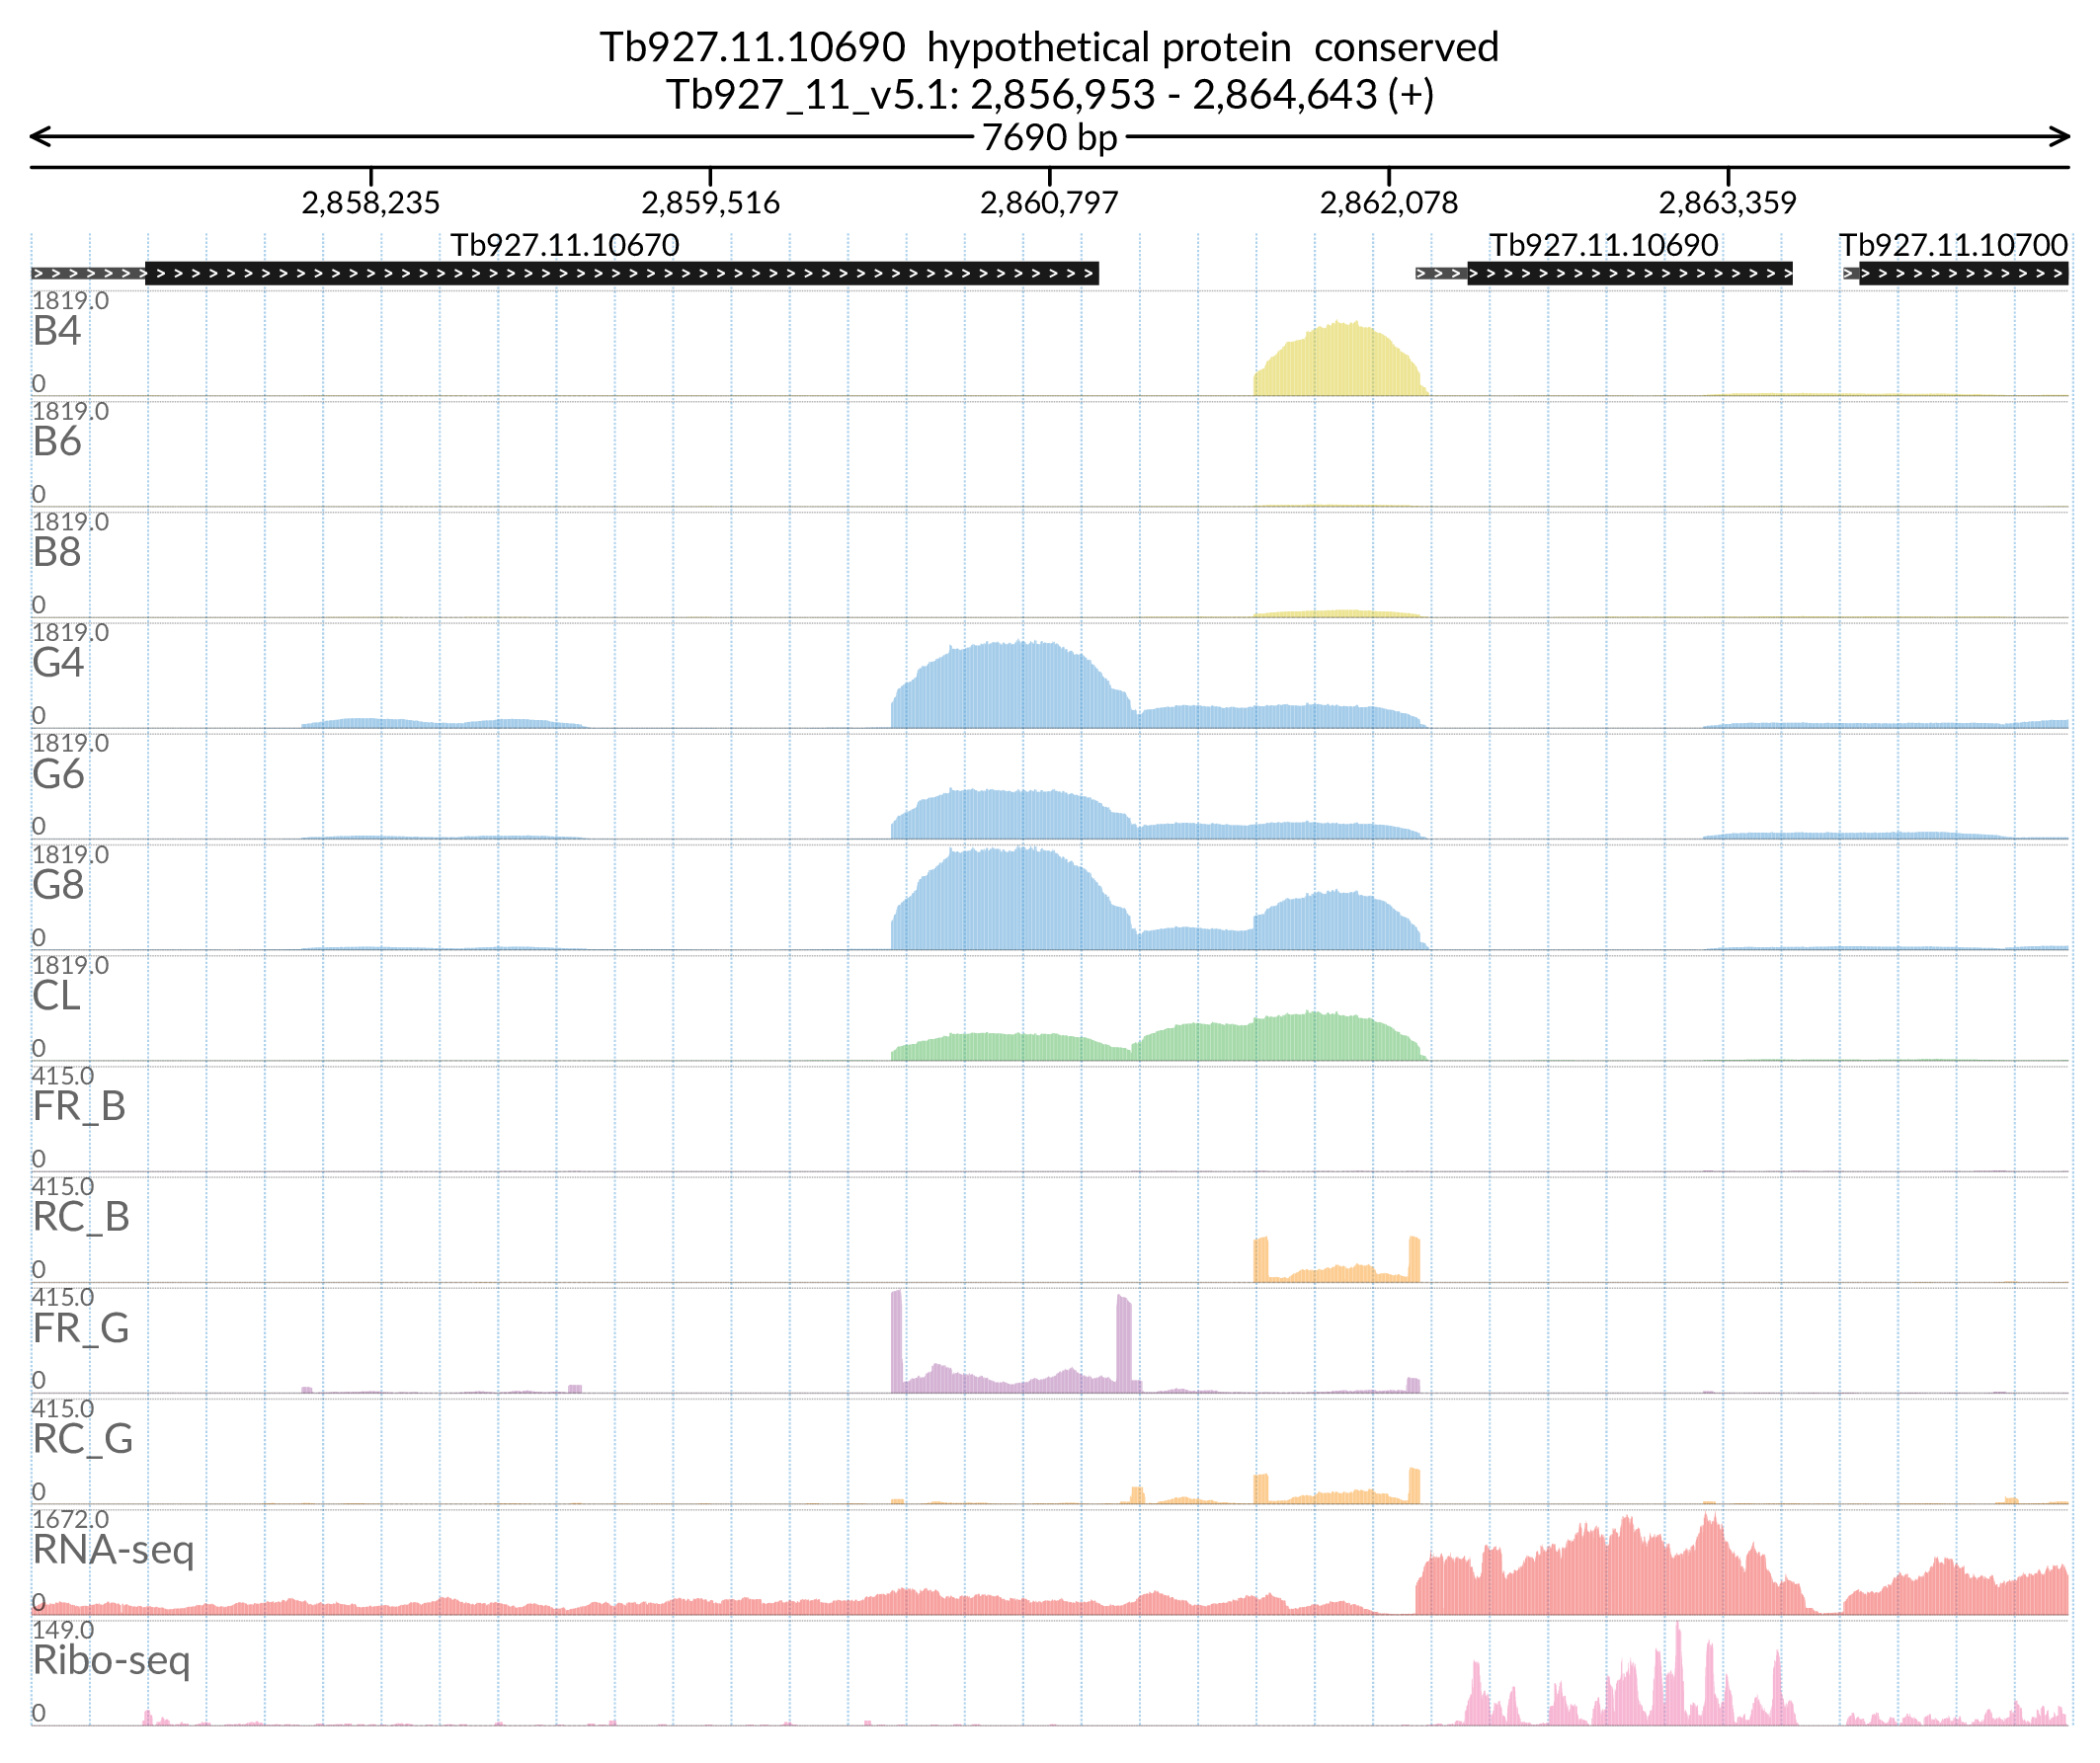 Tb927.11.10690  hypothetical protein  conserved
Tb927_11_v5.1: 2,856,953 - 2,864,643 (+)
7690 bp
2,858,235 2,859,516 2,860,797 2,862,078 2,863,359
Tb927.11.10670 Tb927.11.10690 Tb927.11.10700
1819.0
B4
0
1819.0
B6
0
1819.0
B8
0
1819.0
G4
0
1819.0
G6
0
1819.0
G8
0
1819.0
CL
0
415.0
FR_B
0
415.0
RC_B
0
415.0
FR_G
0
415.0
RC_G
0
1672.0
RNA-seq
0
149.0
Ribo-seq
0